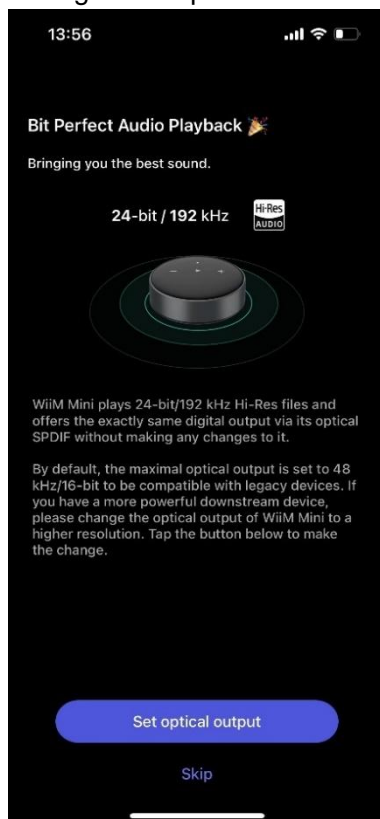 13:56
Bit Perfect Audio Playback 🎉
Bringing you the best sound.
24-bit / 192 kHz
Hi-Res
AUDIO
WiiM Mini plays 24-bit/192 kHz Hi-Res files and
offers the exactly same digital output via its optical
SPDIF without making any changes to it.
By default, the maximal optical output is set to 48
kHz/16-bit to be compatible with legacy devices. If
you have a more powerful downstream device,
please change the optical output of WiiM Mini to a
higher resolution. Tap the button below to make
the change.
Set optical output
Skip